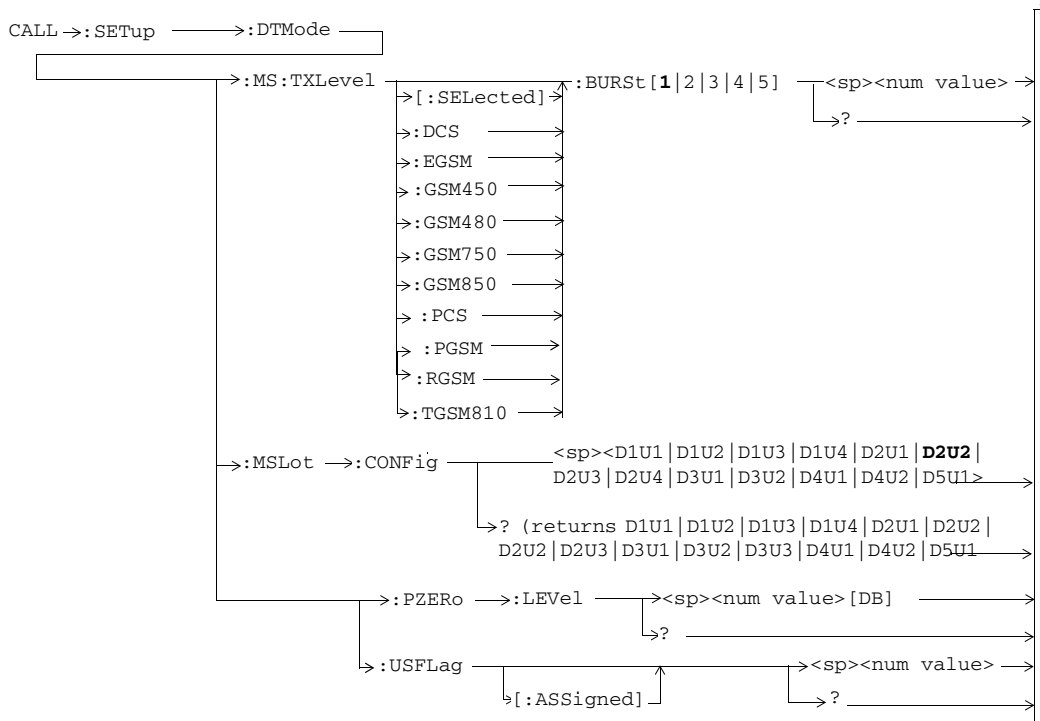 CALL :SETup :DTMode
:MS:TXLevel :BURSt[1|2|3|4|5] <sp><num value>
[:SELected] ?
:DCS
:EGSM
:GSM450
:GSM480
:GSM750
:GSM850
:PCS
:PGSM
:RGSM
:TGSM810
:MSLot :CONFig <sp><D1U1|D1U2|D1U3|D1U4|D2U1|D2U2|
D2U3|D2U4|D3U1|D3U2|D4U1|D4U2|D5U1>
? (returns D1U1|D1U2|D1U3|D1U4|D2U1|D2U2|
D2U2|D2U3|D3U1|D3U2|D3U3|D4U1|D4U2|D5U1
:PZERo :LEVel <sp><num value>[DB]
?
:USFLag <sp><num value>
[:ASSigned] ?